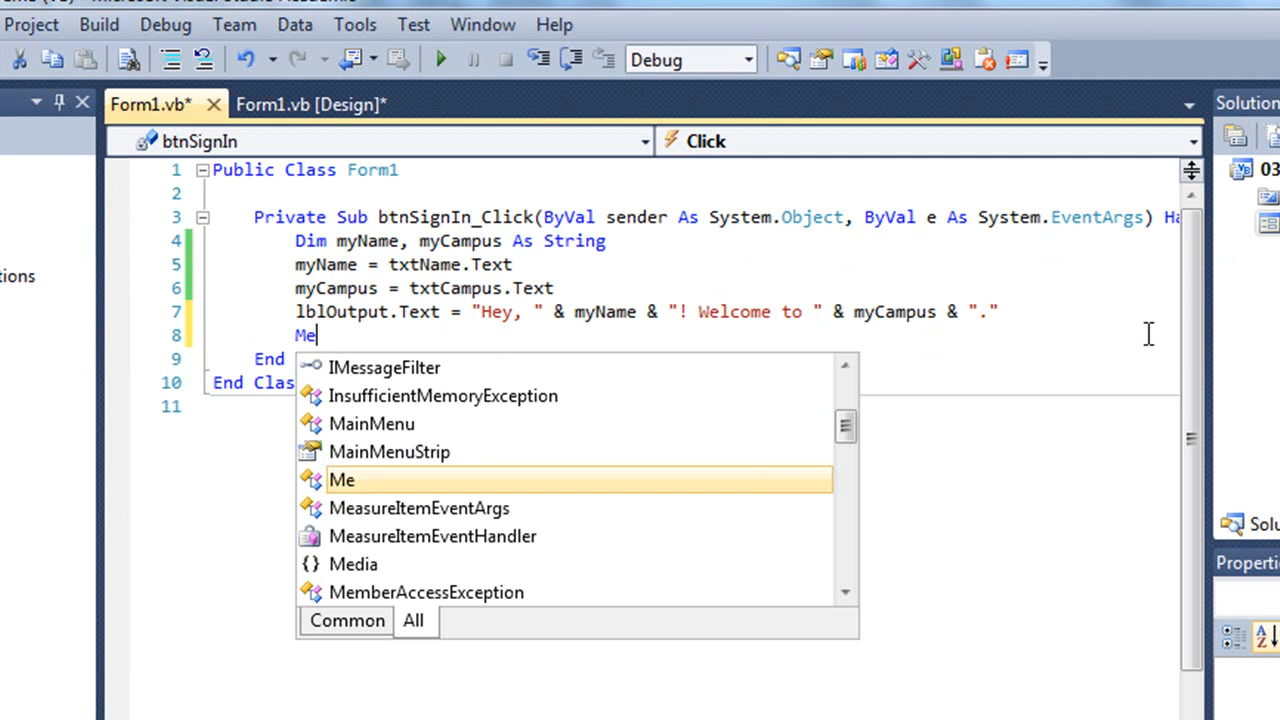 Project Build Debug Team Data Tools Test Window Help
Debug
Form1.vb* Form1.vb [Design]* Solution
btnSignIn Click
1 Public Class Form1
03
2
3 Private Sub btnSignIn_Click(ByVal sender As System.Object, ByVal e As System.EventArgs) Ha
4 Dim myName, myCampus As String
5 myName = txtName.Text
tions
6 myCampus = txtCampus.Text
7 lblOutput.Text = "Hey, " & myName & "! Welcome to " & myCampus & "."
8 Me
9 End
IMessageFilter
10 End Clas
InsufficientMemoryException
11
MainMenu
MainMenuStrip
Me
MeasureItemEventArgs
Solu
MeasureItemEventHandler
Media
Properti
MemberAccessException
Common All